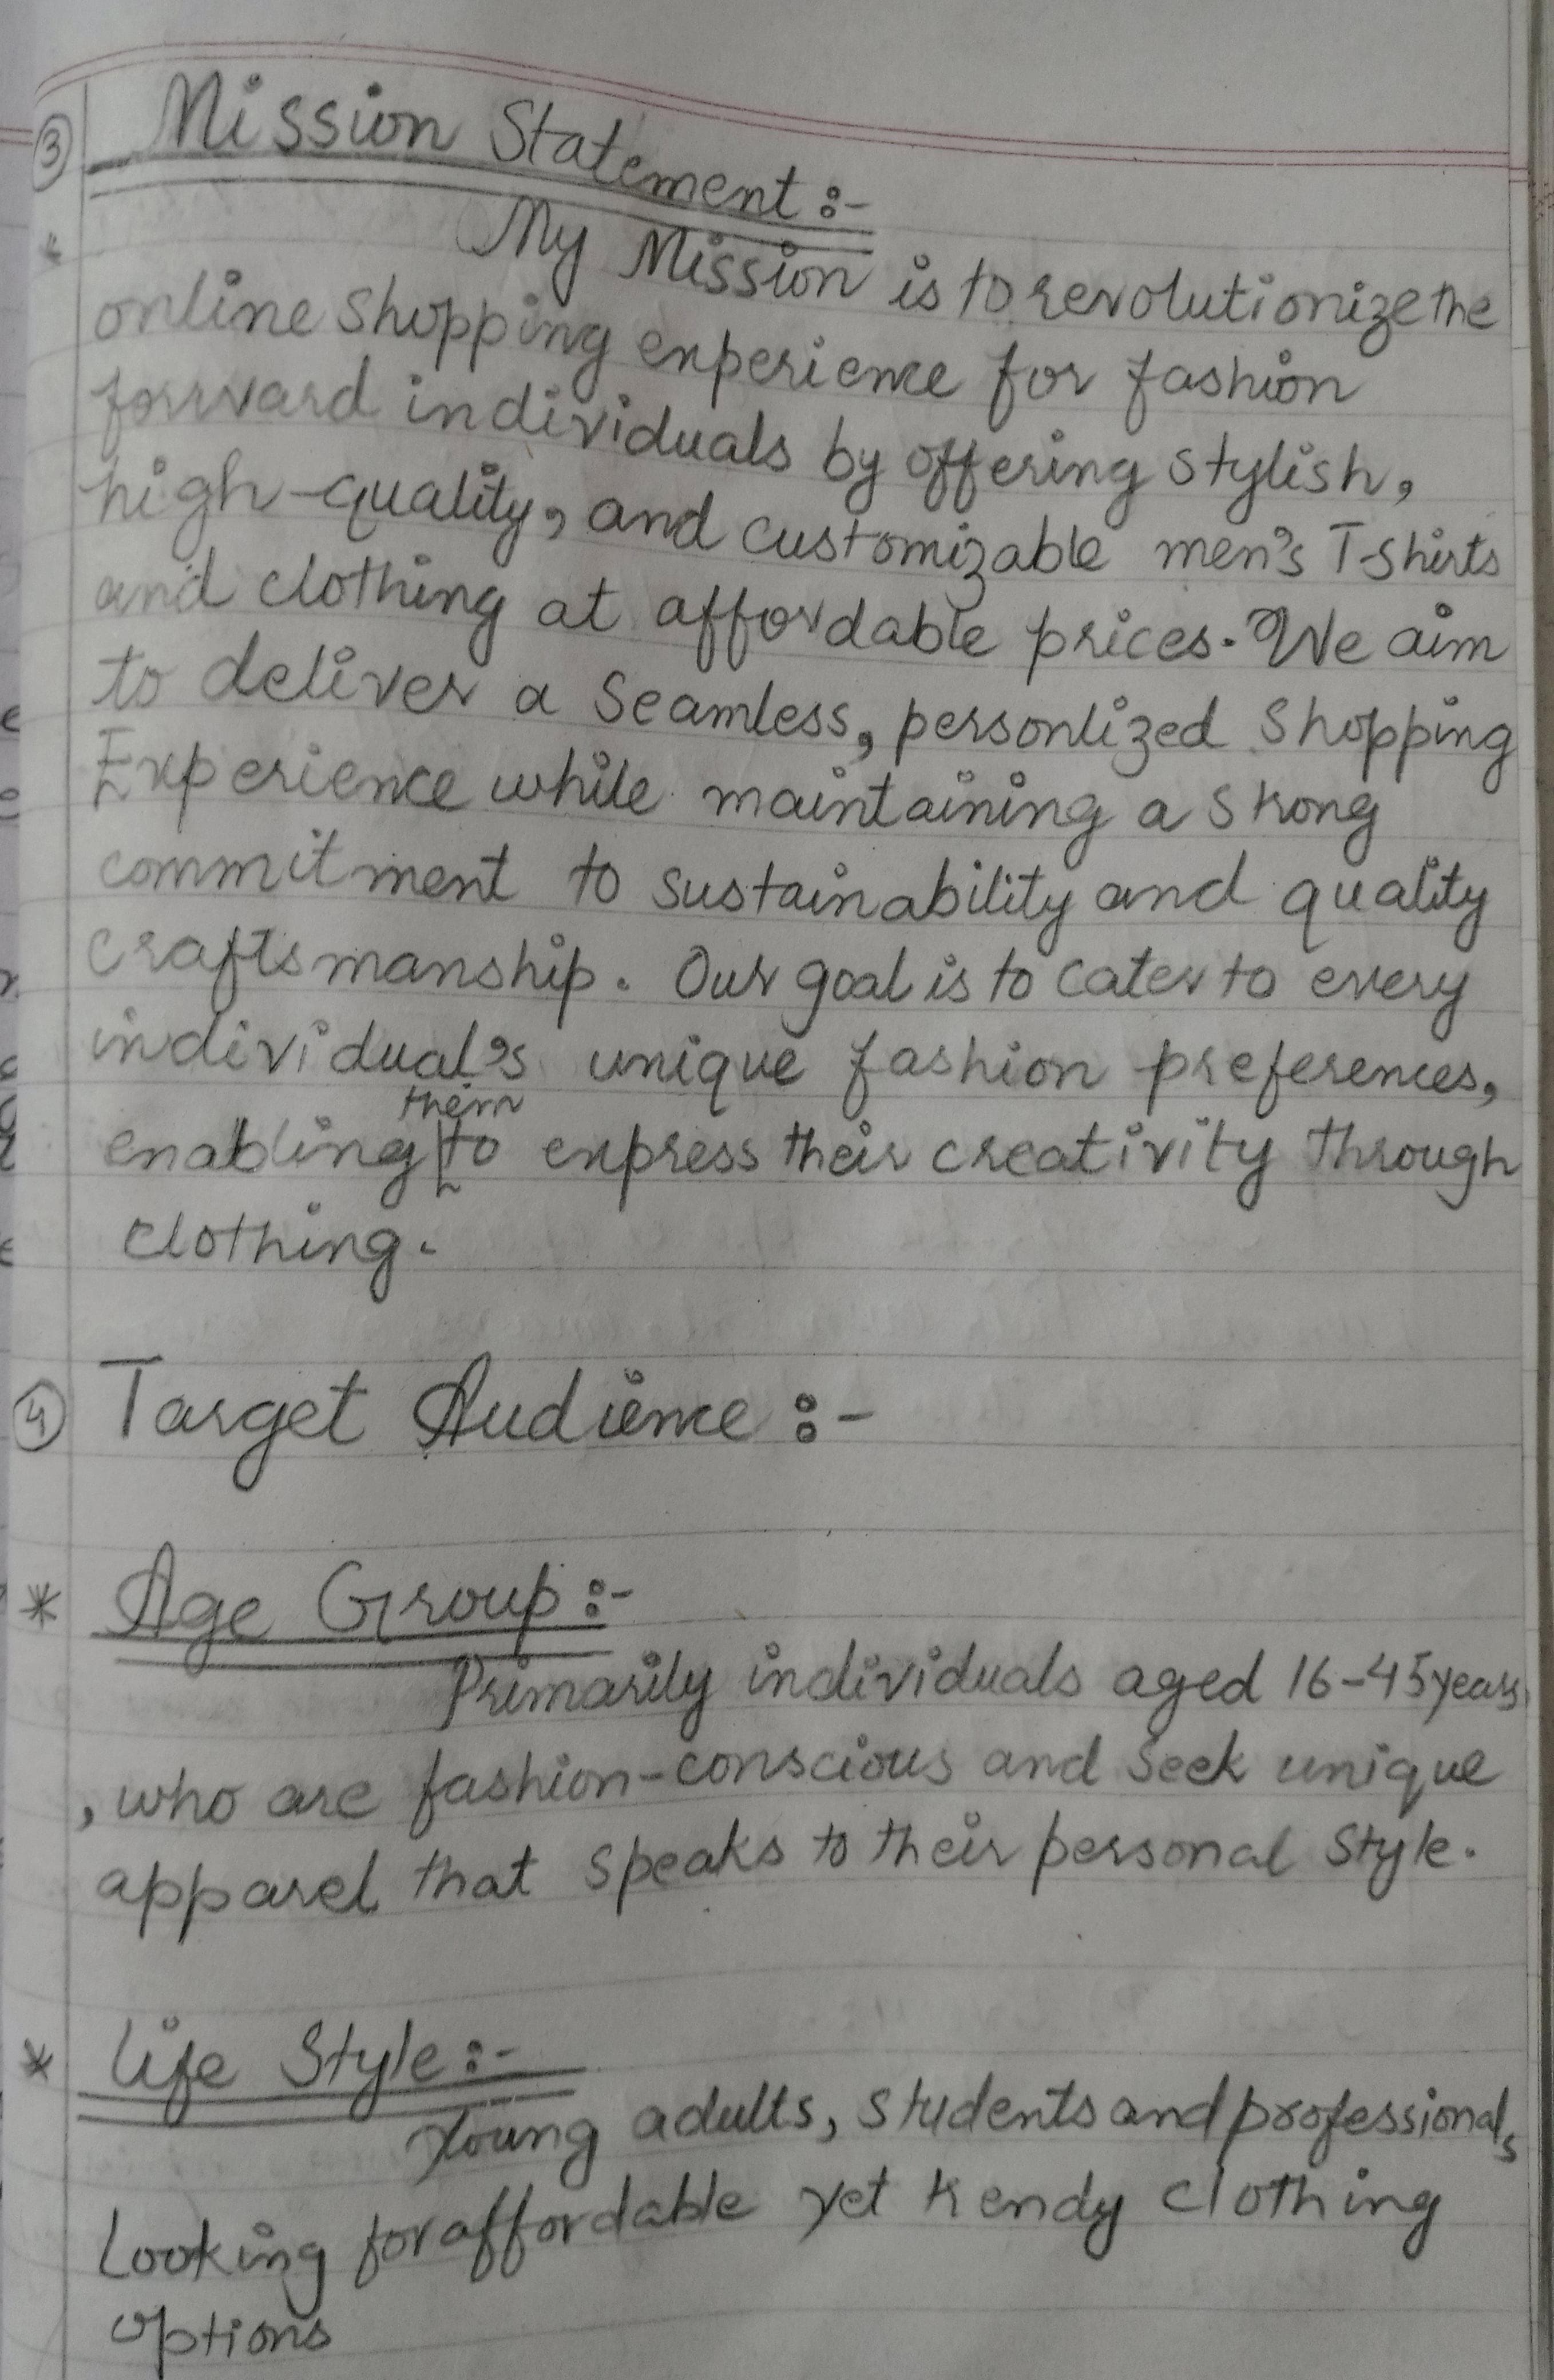 ③ Mission Statement :-
My Mission is to revolutionize the
online shopping experience for fashion
forward individuals by offering stylish,
high-quality, and customizable men's T-shirts
and clothing at affordable prices. We aim
to deliver a Seamless, personlized shopping
Experience while maintaining a strong
commitment to sustainability and quality
craftsmanship. Our goal is to cater to every
individual's unique fashion preferences,
them
enabling to express their creativity through
clothing.
④ Target Audience :-
* Age Group :-
Primarily individuals aged 16-45 years
, who are fashion-conscious and seek unique
apparel that speaks to their personal style.
* Life Style :-
Young adults, students and professionals
Looking for affordable yet trendy clothing
options